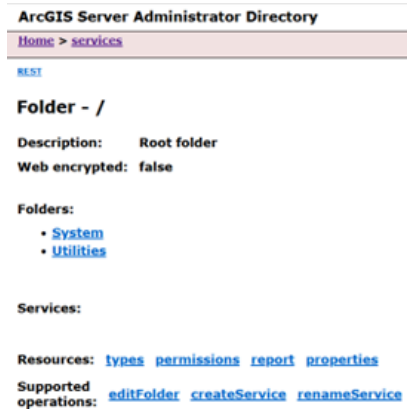 ArcGIS Server Administrator Directory
Home > services
REST
Folder - /
Description: Root folder
Web encrypted: false
Folders:
• System
• Utilities
Services:
Resources: types permissions report properties
Supported
operations: editFolder createService renameService